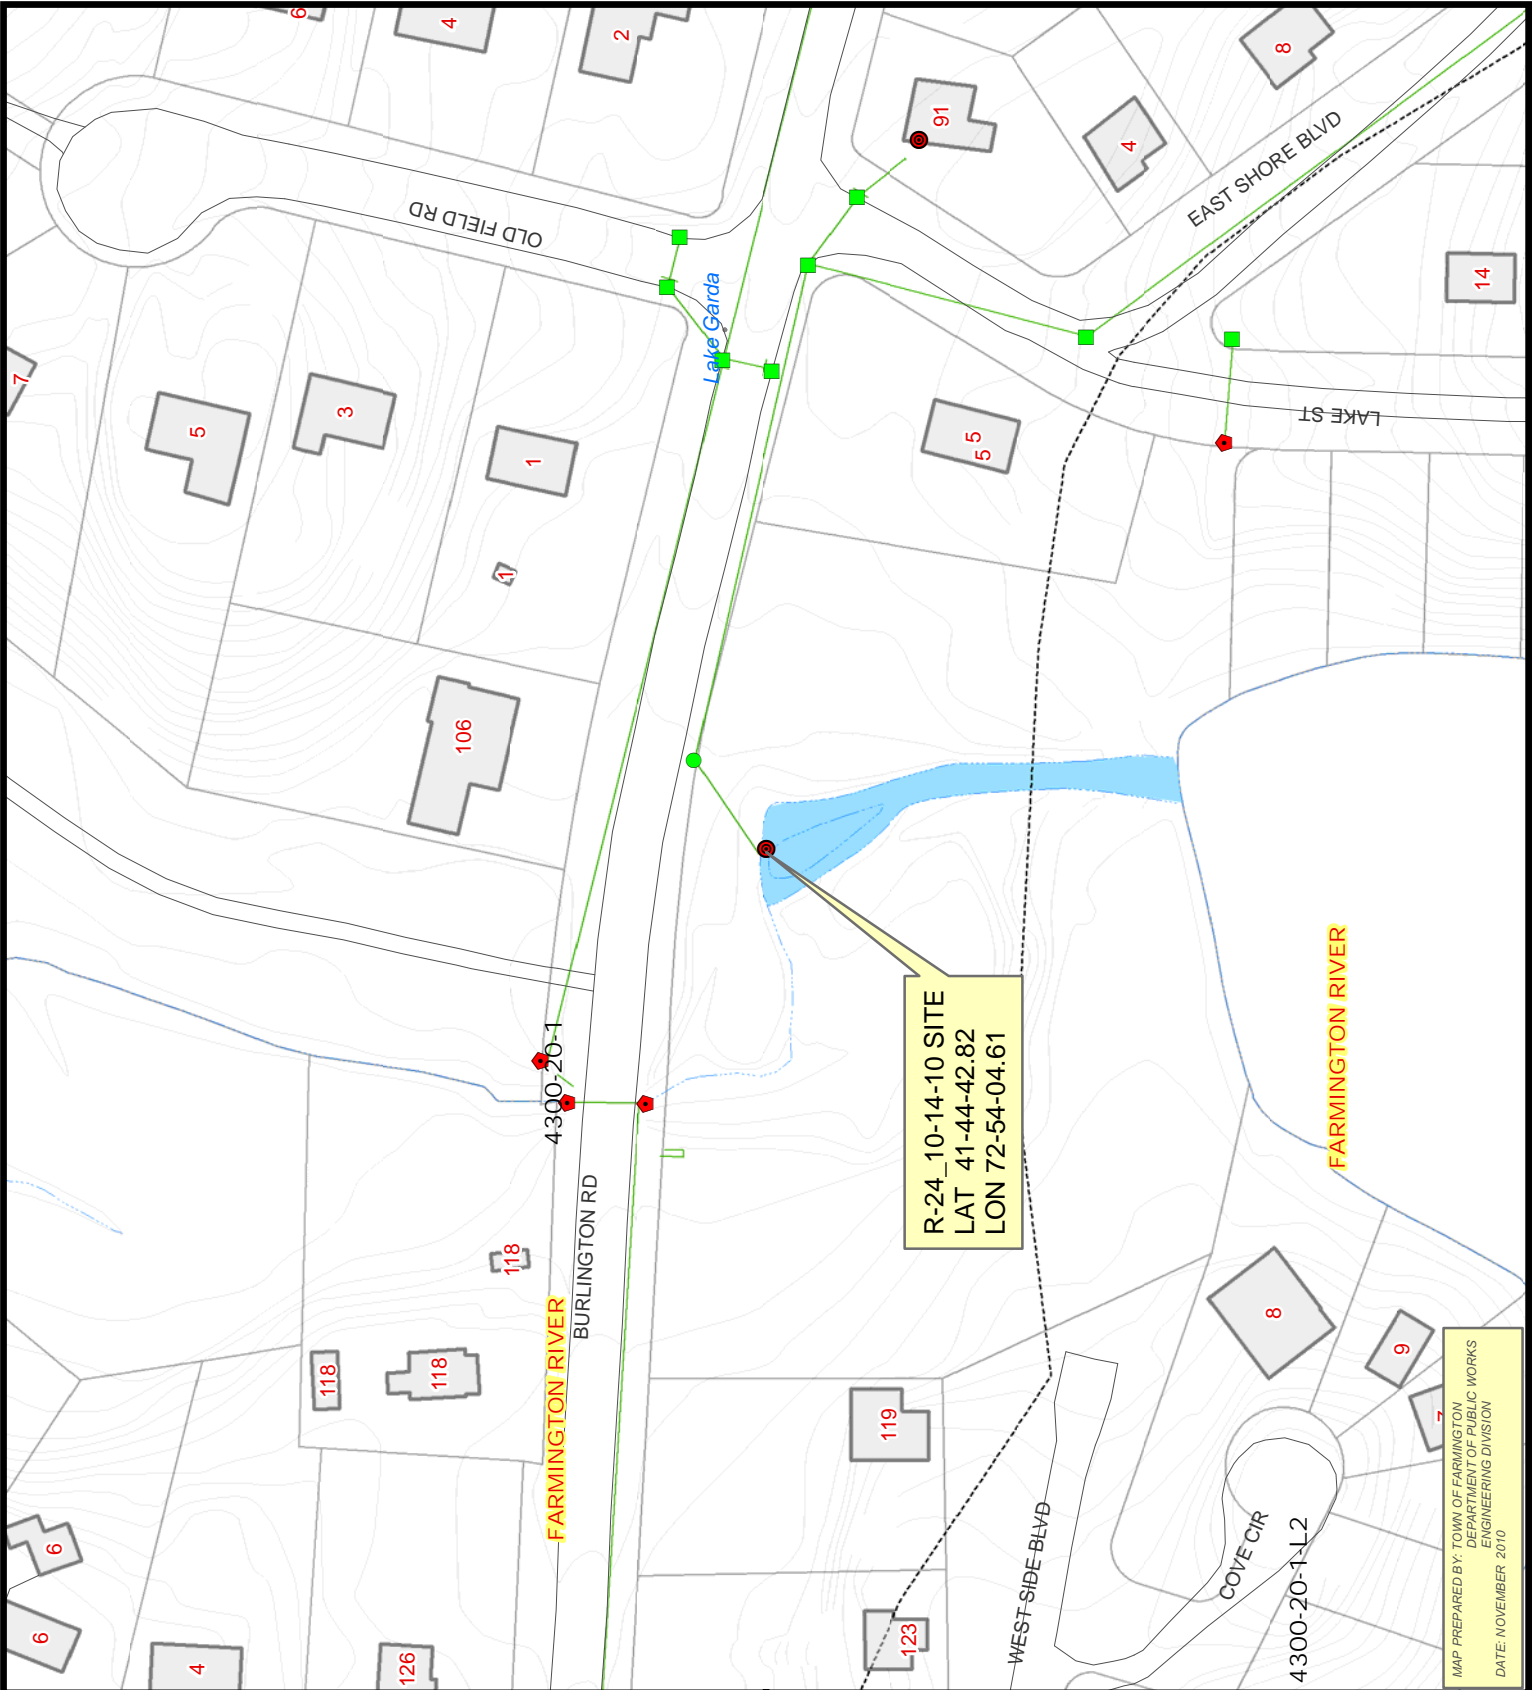 6
4
2
91
8
4
EAST SHORE BLVD
OLD FIELD RD
Lake Garda
14
7
5
3
1
5
5
LAKE ST
1
106
R-24_10-14-10 SITE
LAT 41-44-42.82
LON 72-54-04.61
FARMINGTON RIVER
4300-20-1
BURLINGTON RD
118
FARMINGTON RIVER
118
118
119
8
9
7
6
6
4
126
123
WEST SIDE BLVD
COVE CIR
4300-20-1-L2
MAP PREPARED BY: TOWN OF FARMINGTON
DEPARTMENT OF PUBLIC WORKS
ENGINEERING DIVISION
DATE: NOVEMBER 2010